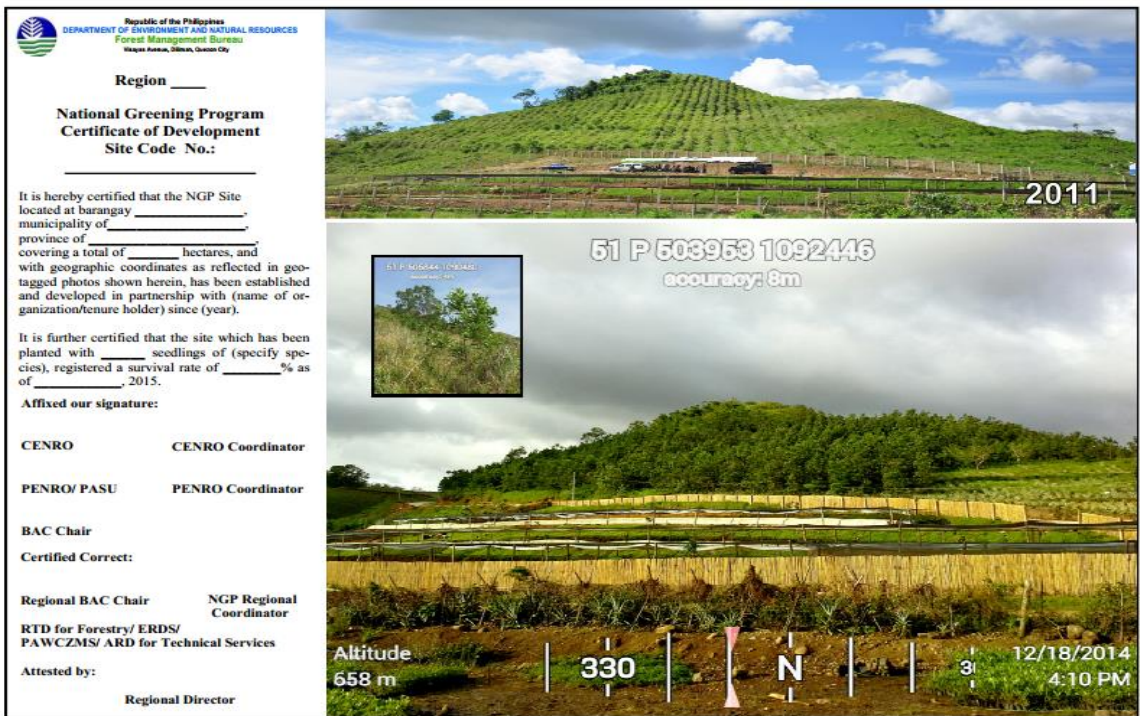 Republic of the Philippines
DEPARTMENT OF ENVIRONMENT AND NATURAL RESOURCES
Forest Management Bureau
Visayas Avenue, Diliman, Quezon City
Region ____
National Greening Program
Certificate of Development
Site Code No.:
____________________
It is hereby certified that the NGP Site
located at barangay ________________,
municipality of____________________,
province of ________________________,
covering a total of _______ hectares, and
with geographic coordinates as reflected in geo-
tagged photos shown herein, has been established
and developed in partnership with (name of or-
ganization/tenure holder) since (year).
It is further certified that the site which has been
planted with ______ seedlings of (specify spe-
cies), registered a survival rate of ________% as
of ____________, 2015.
Affixed our signature:
CENRO CENRO Coordinator
PENRO/ PASU PENRO Coordinator
BAC Chair
Certified Correct:
Regional BAC Chair NGP Regional
Coordinator
RTD for Forestry/ ERDS/
PAWCZMS/ ARD for Technical Services
Attested by:
Regional Director
2011
51 P 503953 1092446
accuracy: 8m
Altitude
658 m
330
N
12/18/2014
4:10 PM